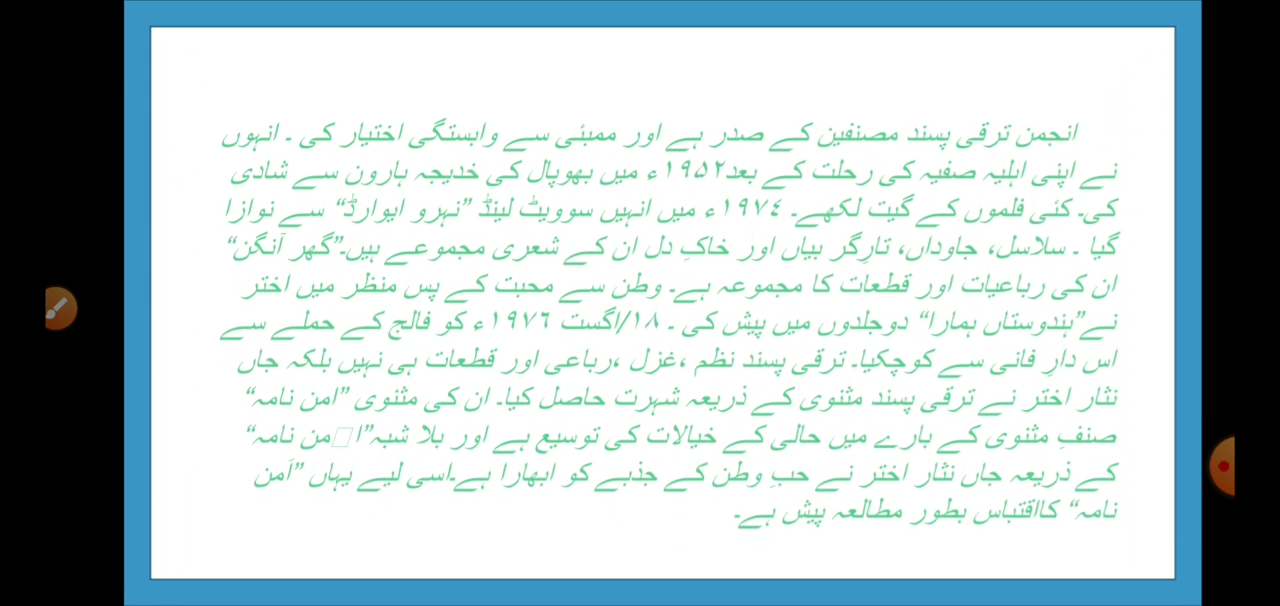 انجمن ترقی پسند مصنفین کے صدر ہے اور ممبئی سے وابستگی اختیار کی ۔ انہوں
نے اپنی اہلیہ صفیہ کی رحلت کے بعد۱۹۵۲ء میں بھوپال کی خدیجہ ہارون سے شادی
کی۔ کئی فلموں کے گیت لکھے۔ ۱۹۷٤ء میں انہیں سوویٹ لینڈ ”نہرو ایوارڈ“ سے نوازا
گیا ۔ سلاسل، جاوداں، تارِگر بیاں اور خاکِ دل ان کے شعری مجموعے ہیں۔”گھر آنگن“
ان کی رباعیات اور قطعات کا مجموعہ ہے۔ وطن سے محبت کے پس منظر میں اختر
نے”ہندوستاں ہمارا“ دوجلدوں میں پیش کی ۔ ۱۸/اگست ۱۹۷٦ء کو فالج کے حملے سے
اس دارِ فانی سے کوچکیا۔ ترقی پسند نظم ،غزل ،رباعی اور قطعات ہی نہیں بلکہ جاں
نثار اختر نے ترقی پسند مثنوی کے ذریعہ شہرت حاصل کیا۔ ان کی مثنوی ”امن نامہ“
صنفِ مثنوی کے بارے میں حالی کے خیالات کی توسیع ہے اور بلا شبہ”ا□من نامہ“
کے ذریعہ جاں نثار اختر نے حبِ وطن کے جذبے کو ابھارا ہے۔اسی لیے یہاں ”اَمن
نامہ“ کااقتباس بطور مطالعہ پیش ہے۔